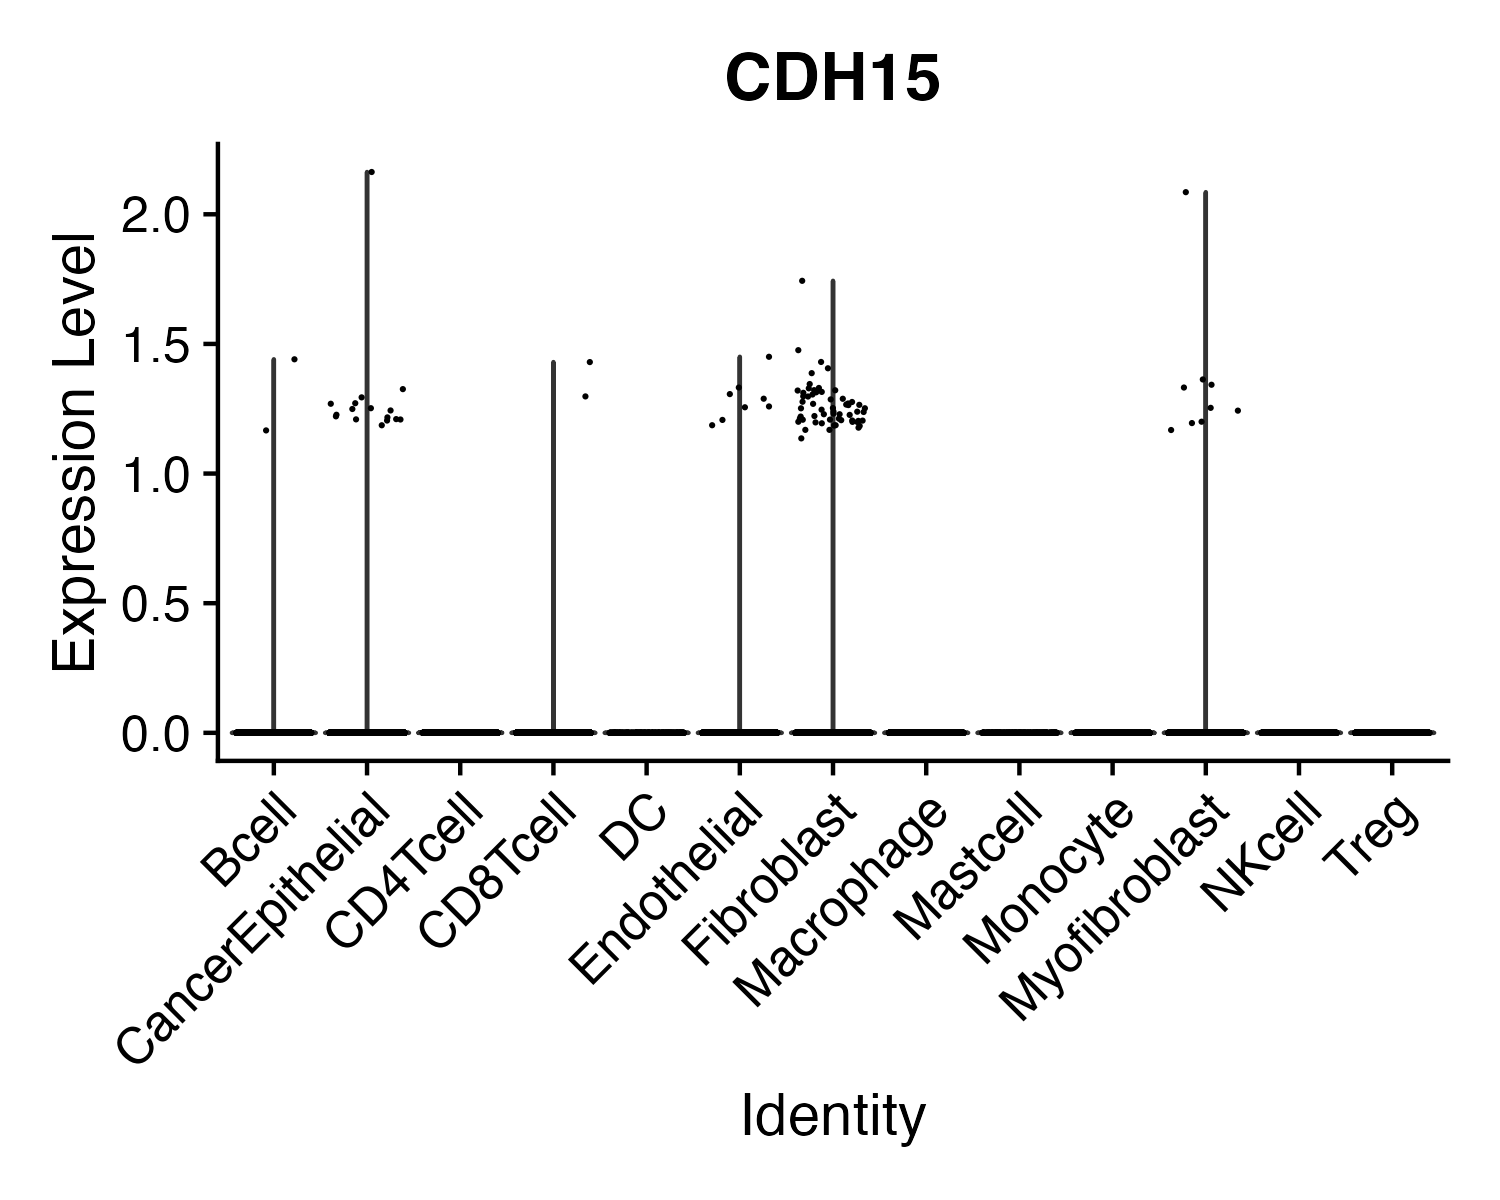 CDH15
Expression Level
2.0
1.5
1.0
0.5
0.0
Bcell
CancerEpithelial
CD4Tcell
CD8Tcell
DC
Endothelial
Fibroblast
Macrophage
Mastcell
Monocyte
Myofibroblast
NKcell
Treg
Identity